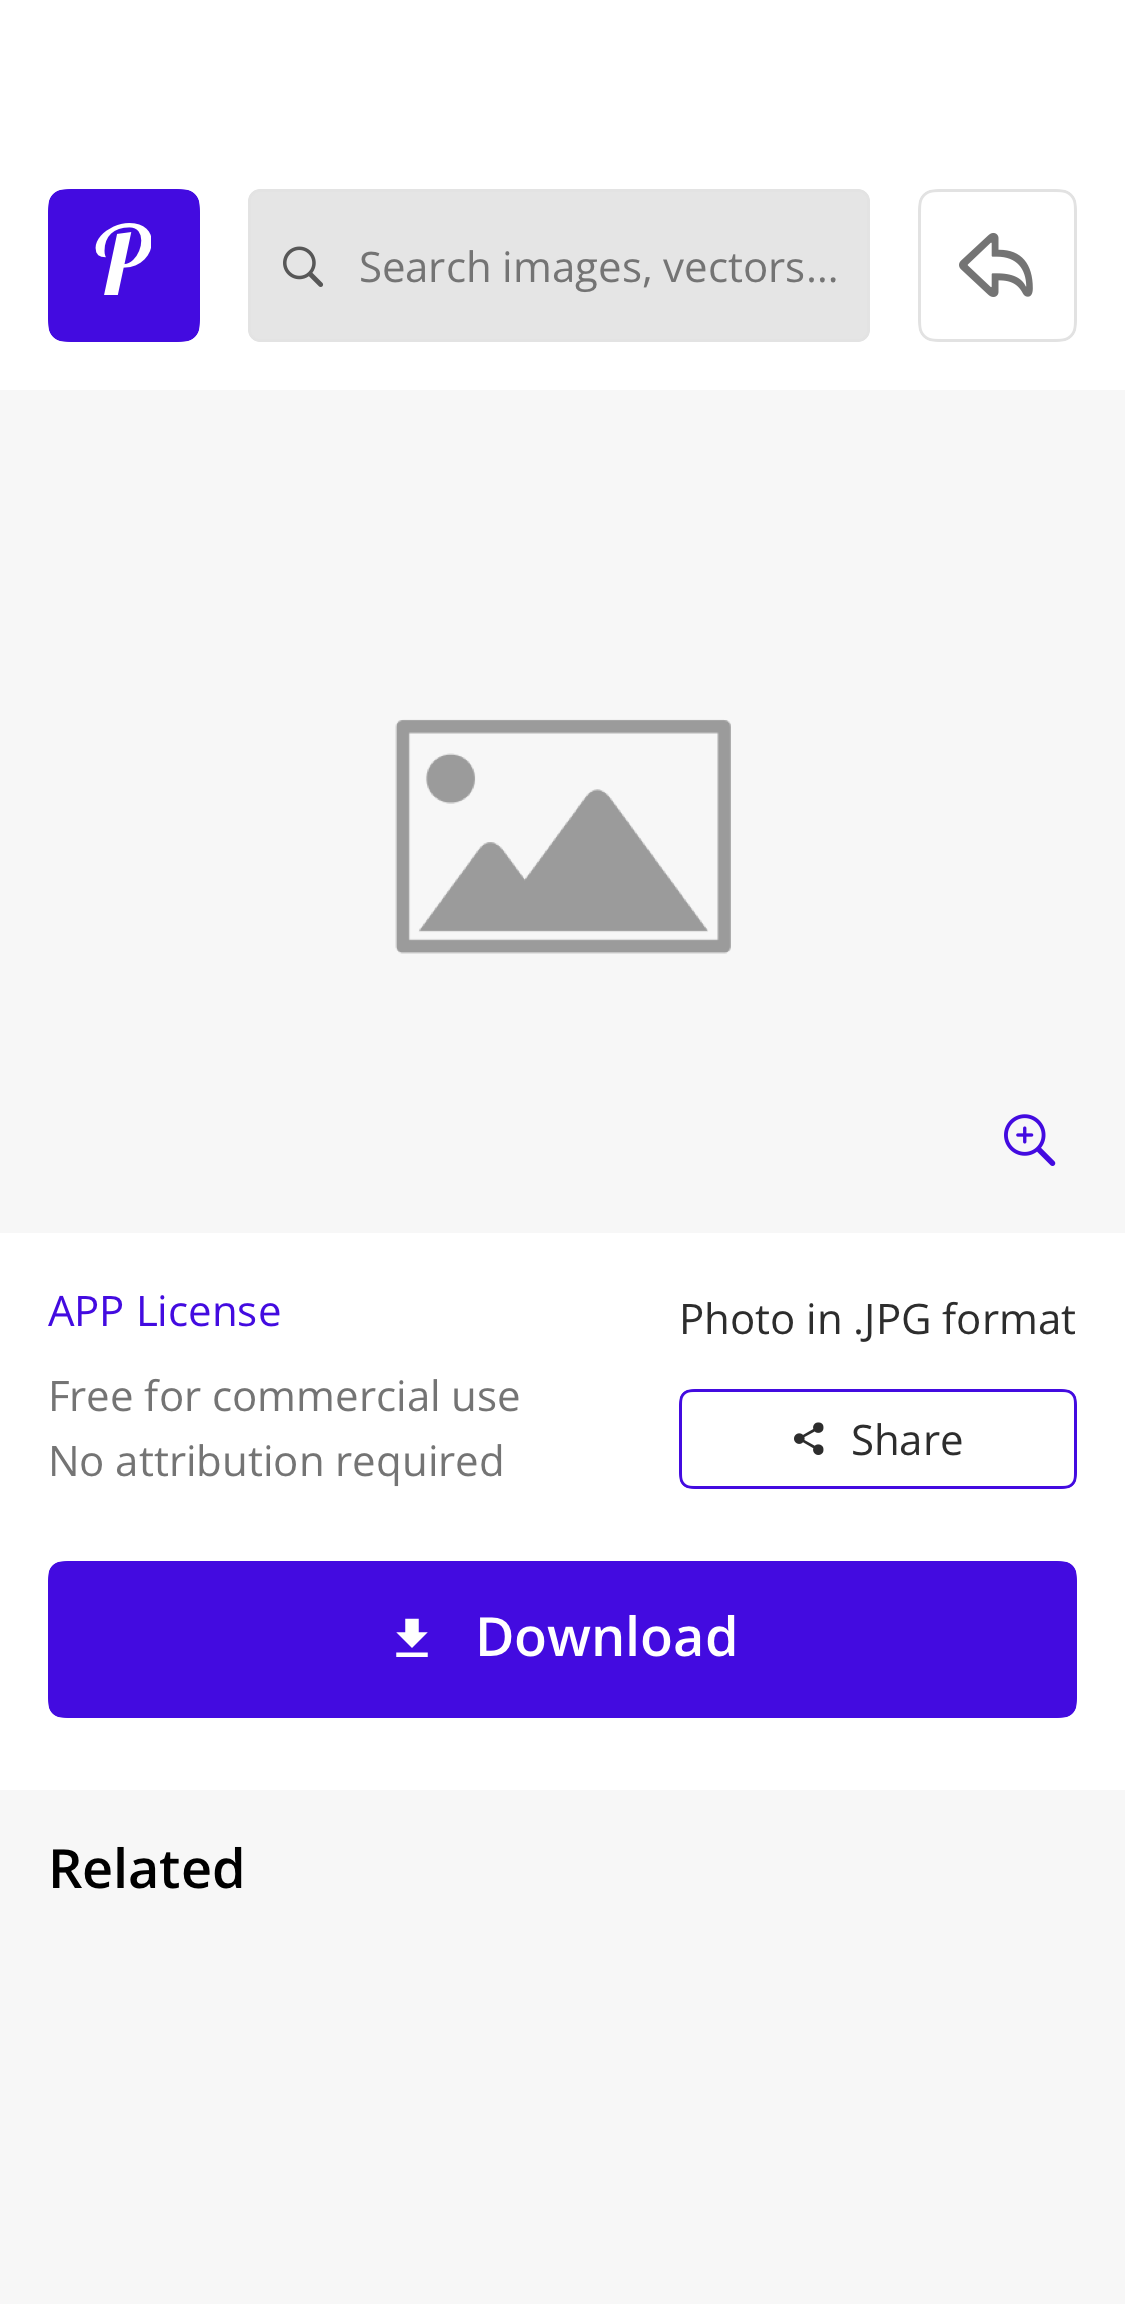 P
Search images, vectors...
APP License
Photo in .JPG format
Free for commercial use
No attribution required
Share
Download
Related